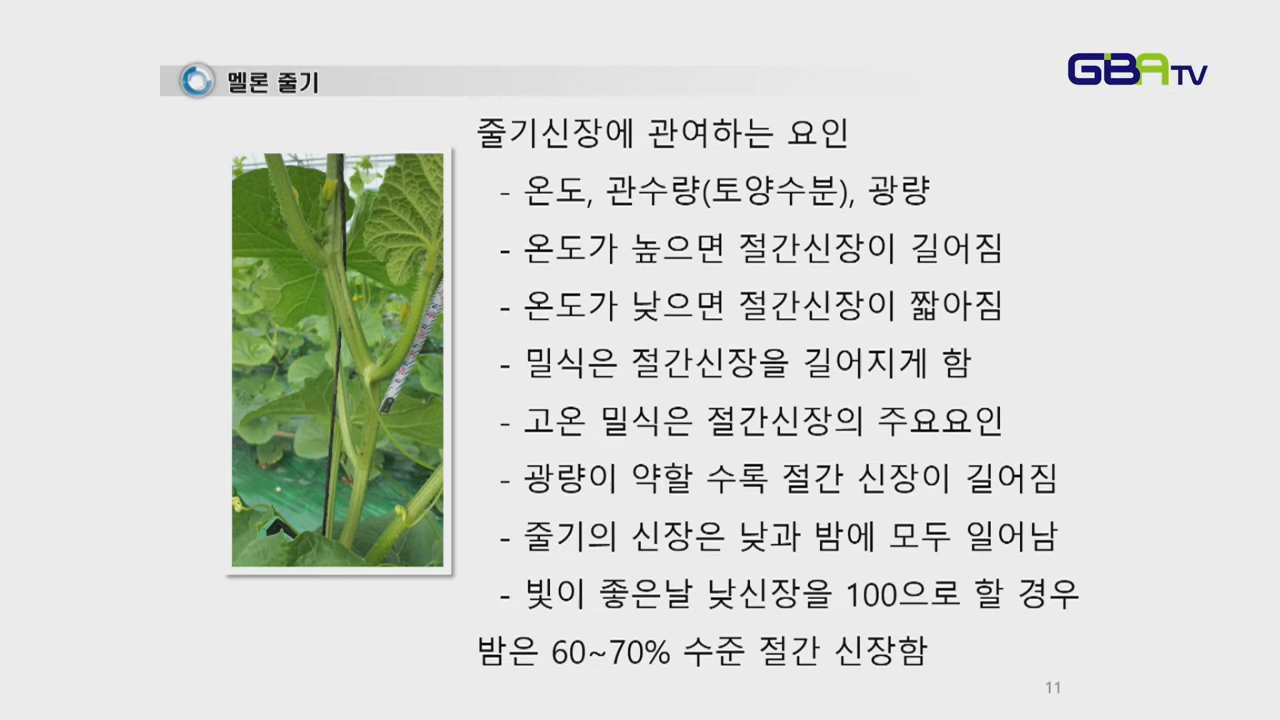 멜론 줄기
GBA TV
줄기신장에 관여하는 요인
- 온도, 관수량(토양수분), 광량
- 온도가 높으면 절간신장이 길어짐
- 온도가 낮으면 절간신장이 짧아짐
- 밀식은 절간신장을 길어지게 함
- 고온 밀식은 절간신장의 주요요인
- 광량이 약할 수록 절간 신장이 길어짐
- 줄기의 신장은 낮과 밤에 모두 일어남
- 빛이 좋은날 낮신장을 100으로 할 경우
밤은 60~70% 수준 절간 신장함
11